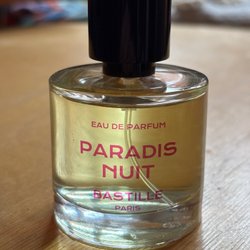 EAU DE PARFUM
PARADIS
NUIT
BASTILLE
PARIS